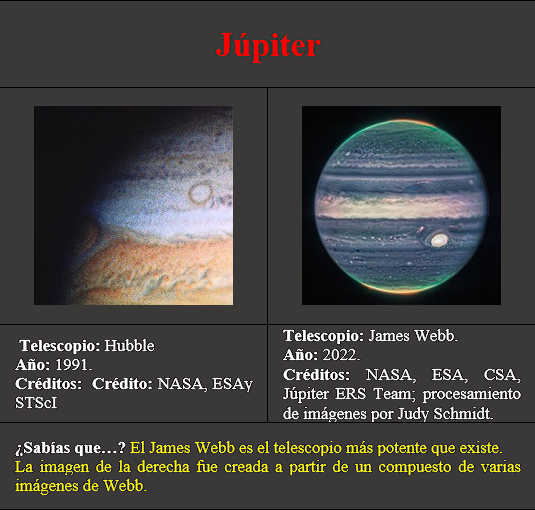 Júpiter
Telescopio: Hubble
Año: 1991.
Créditos: Crédito: NASA, ESAy
STScI
Telescopio: James Webb.
Año: 2022.
Créditos: NASA, ESA, CSA,
Júpiter ERS Team; procesamiento
de imágenes por Judy Schmidt.
¿Sabías que…? El James Webb es el telescopio más potente que existe.
La imagen de la derecha fue creada a partir de un compuesto de varias
imágenes de Webb.